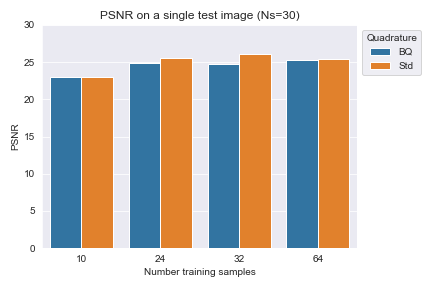 PSNR on a single test image (Ns=30)
Quadrature
BQ
Std
PSNR
30
25
20
15
10
5
0
10 24 32 64
Number training samples